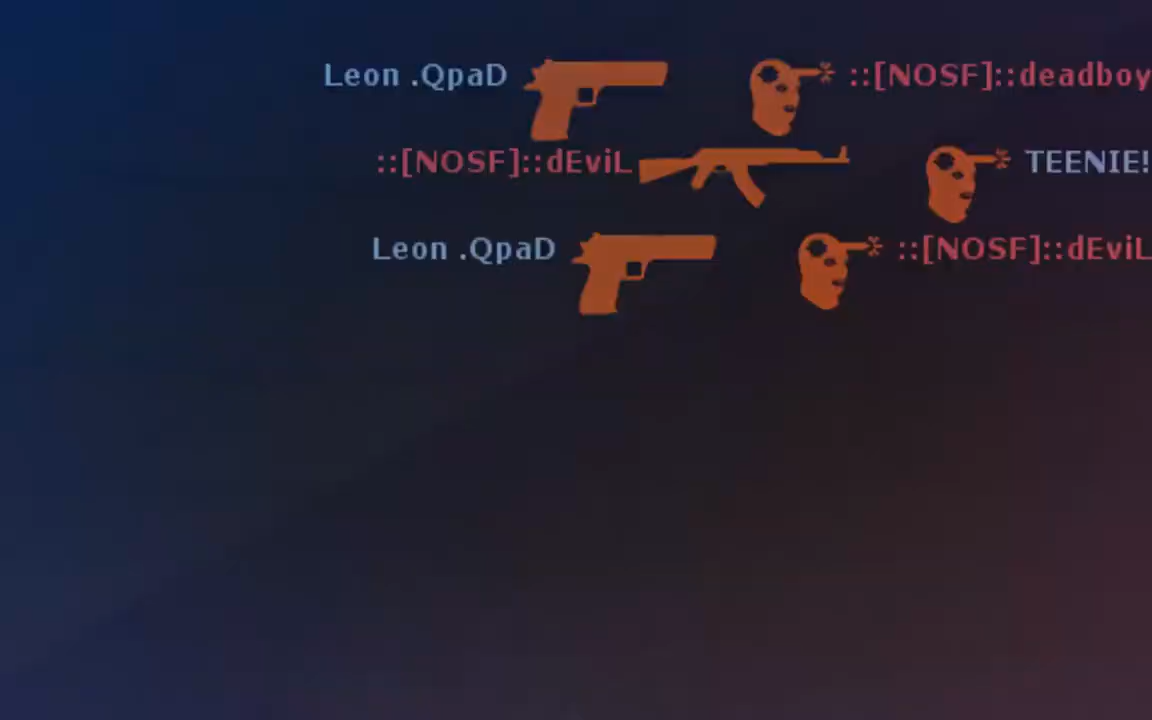 Leon .QpaD ::[NOSF]::deadboy
::[NOSF]::dEviL TEENIE!
Leon .QpaD ::[NOSF]::dEviL